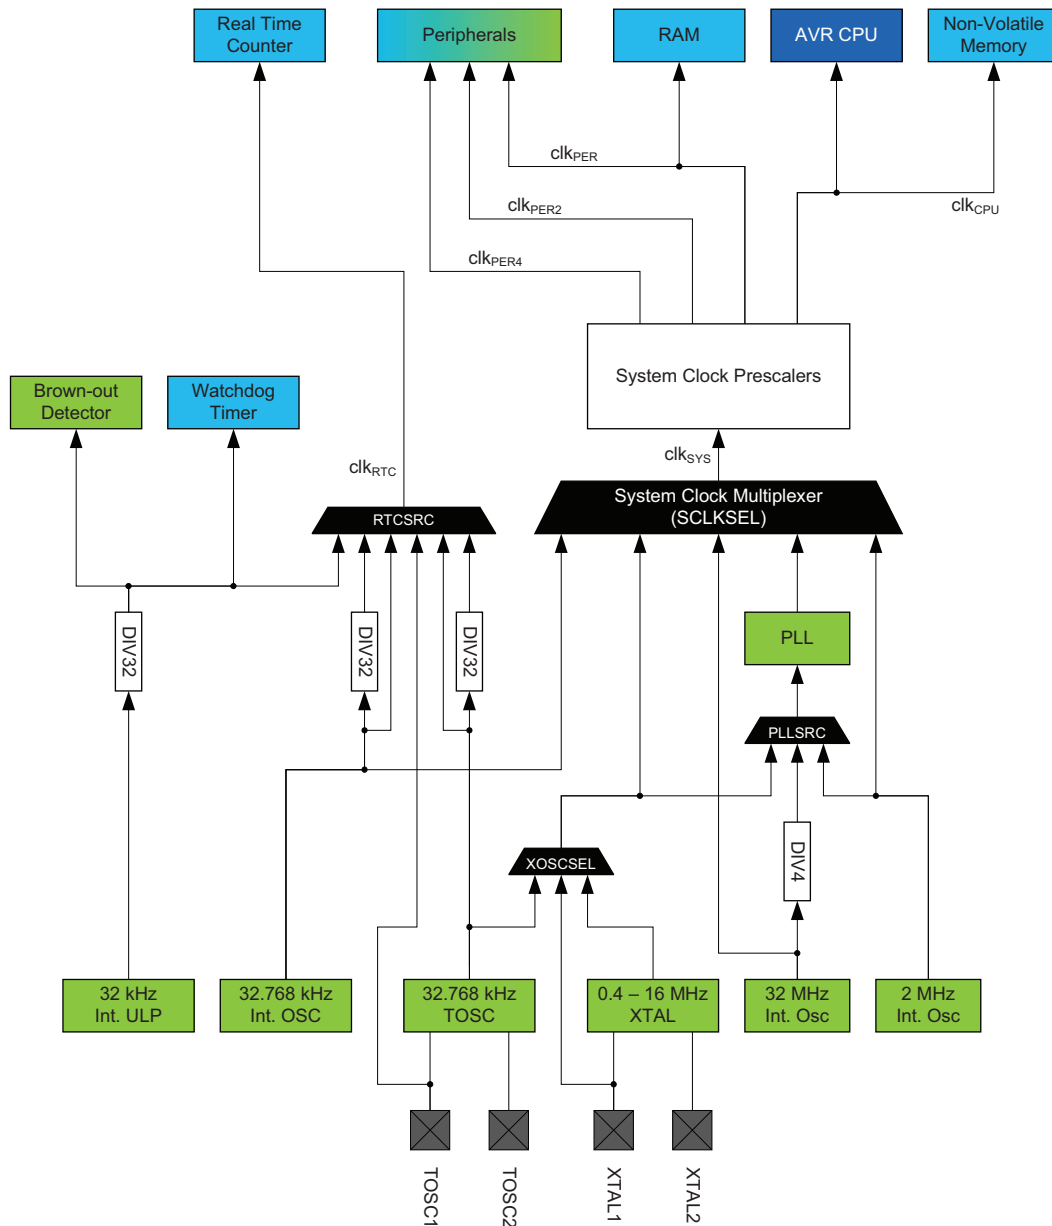 Real Time
Counter
Peripherals
RAM
AVR CPU
Non-Volatile
Memory
clkPER
clkPER2
clkCPU
clkPER4
System Clock Prescalers
Brown-out
Detector
Watchdog
Timer
clkRTC
clkSYS
System Clock Multiplexer
(SCLKSEL)
RTCSRC
DIV32
DIV32
DIV32
PLL
PLLSRC
XOSCSEL
DIV4
32 kHz
Int. ULP
32.768 kHz
Int. OSC
32.768 kHz
TOSC
0.4 – 16 MHz
XTAL
32 MHz
Int. Osc
2 MHz
Int. Osc
TOSC1
TOSC2
XTAL1
XTAL2